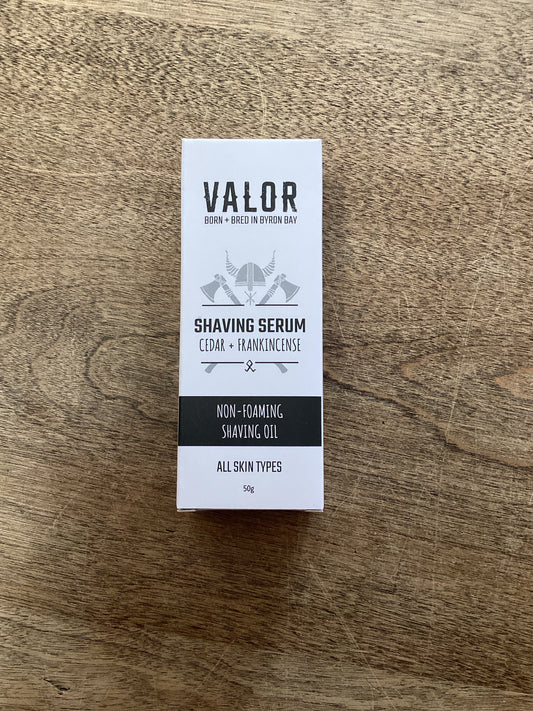 VALOR
BORN + BRED IN BYRON BAY
SHAVING SERUM
CEDAR + FRANKINCENSE
NON-FOAMING
SHAVING OIL
ALL SKIN TYPES
50g